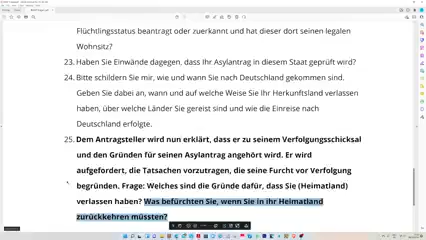 Flüchtlingsstatus beantragt oder zuerkannt und hat dieser dort seinen legalen
Wohnsitz?
23. Haben Sie Einwände dagegen, dass Ihr Asylantrag in diesem Staat geprüft wird?
24. Bitte schildern Sie mir, wie und wann Sie nach Deutschland gekommen sind.
Geben Sie dabei an, wann und auf welche Weise Sie Ihr Herkunftsland verlassen
haben, über welche Länder Sie gereist sind und wie die Einreise nach
Deutschland erfolgte.
25. Dem Antragsteller wird nun erklärt, dass er zu seinem Verfolgungsschicksal
und den Gründen für seinen Asylantrag angehört wird. Er wird
aufgefordert, die Tatsachen vorzutragen, die seine Furcht vor Verfolgung
begründen. Frage: Welches sind die Gründe dafür, dass Sie (Heimatland)
verlassen haben? Was befürchten Sie, wenn Sie in ihr Heimatland
zurückkehren müssten?